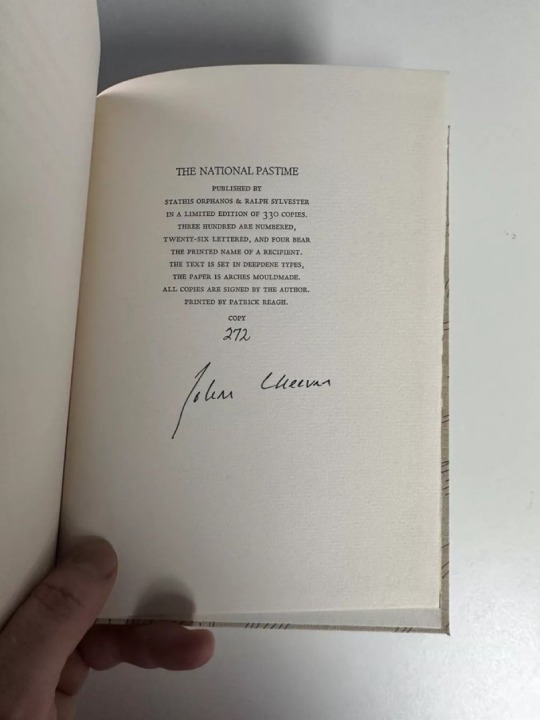 THE NATIONAL PASTIME
PUBLISHED BY
STATHIS ORPHANOS & RALPH SYLVESTER
IN A LIMITED EDITION OF 330 COPIES.
THREE HUNDRED ARE NUMBERED,
TWENTY-SIX LETTERED, AND FOUR BEAR
THE PRINTED NAME OF A RECIPIENT.
THE TEXT IS SET IN DEEPDENE TYPES,
THE PAPER IS ARCHES MOULDMADE.
ALL COPIES ARE SIGNED BY THE AUTHOR.
PRINTED BY PATRICK REAGH.
COPY
272
John Cheever